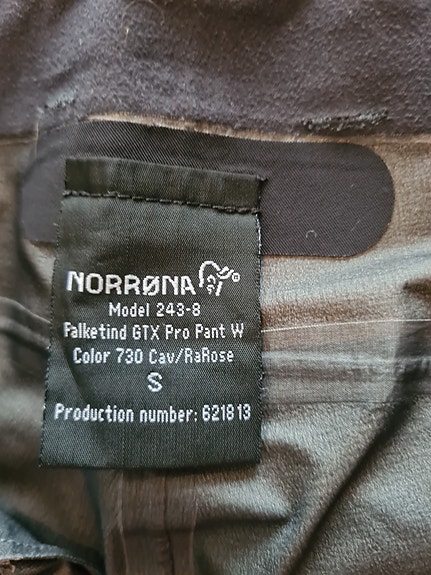 NORRØNA
Model 243-8
Falketind GTX Pro Pant W
Color 730 Cav/RaRose
S
Production number: 621813